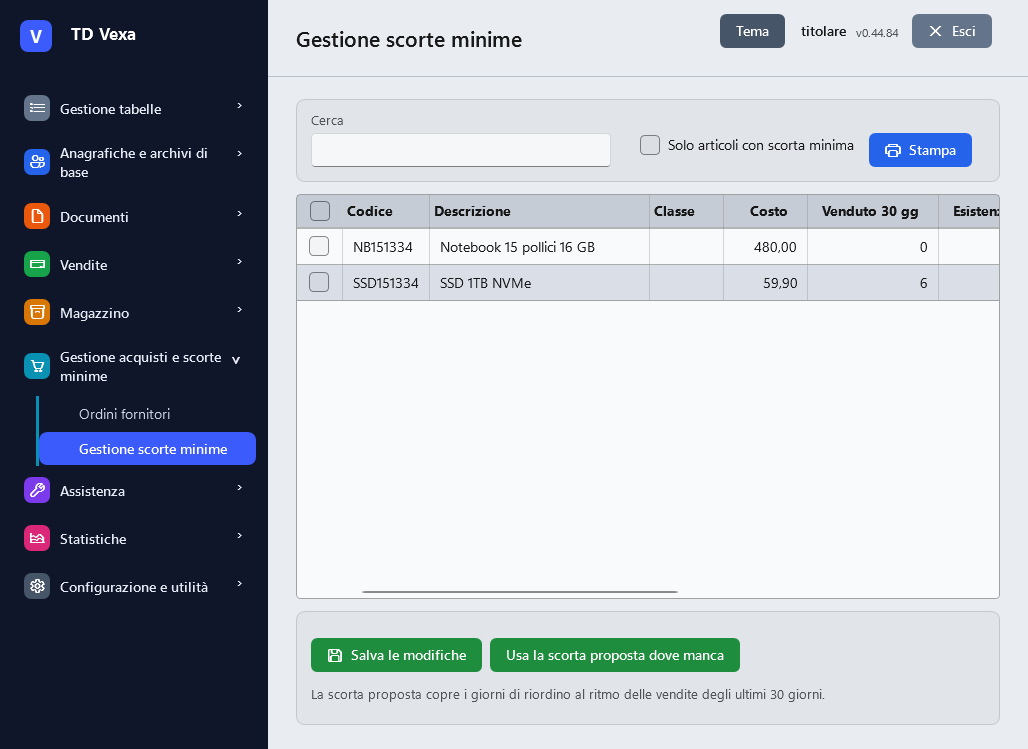 V TD Vexa
Gestione tabelle
Anagrafiche e archivi di
base
Documenti
Vendite
Magazzino
Gestione acquisti e scorte
minime
Ordini fornitori
Gestione scorte minime
Assistenza
Statistiche
Configurazione e utilità
Gestione scorte minime
Tema titolare v0.44.84 Esci
Cerca
Solo articoli con scorta minima Stampa
Codice Descrizione Classe Costo Venduto 30 gg
NB151334 Notebook 15 pollici 16 GB 480,00 0
SSD151334 SSD 1TB NVMe 59,90 6
Salva le modifiche Usa la scorta proposta dove manca
La scorta proposta copre i giorni di riordino al ritmo delle vendite degli ultimi 30 giorni.